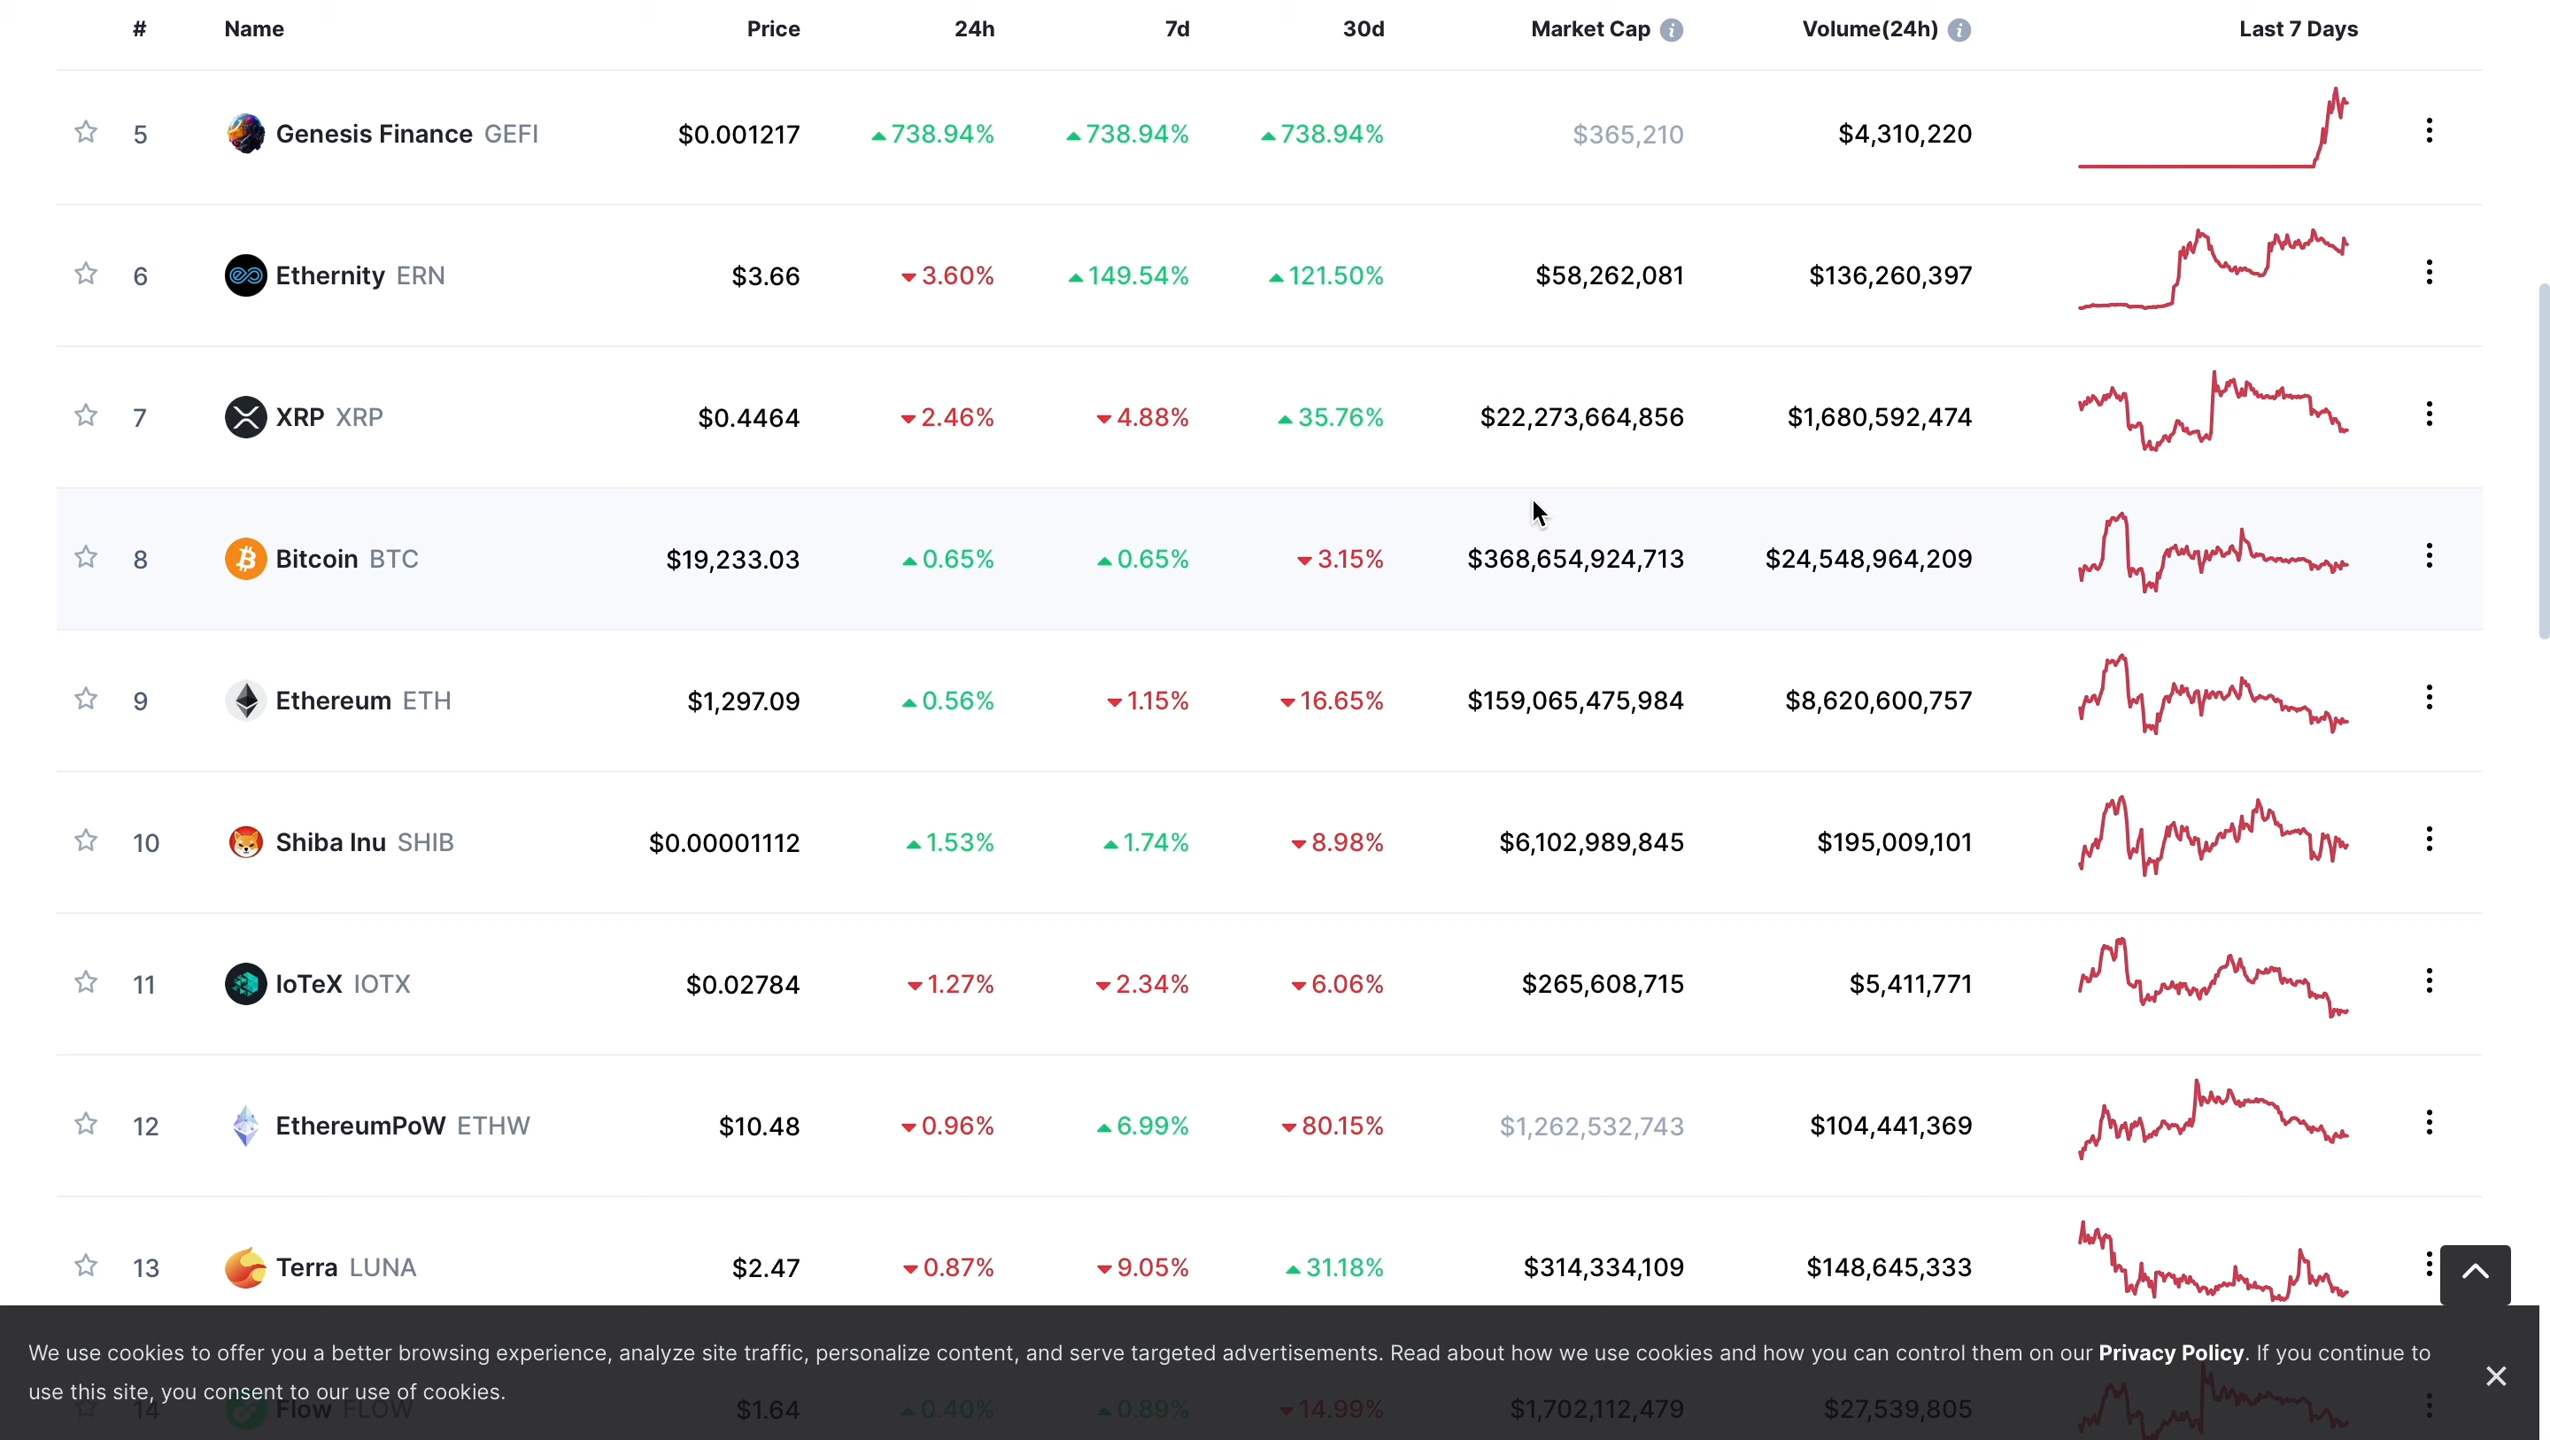 # Name Price 24h 7d 30d Market Cap Volume(24h) Last 7 Days
5 Genesis Finance GEFI $0.001217 738.94% 738.94% 738.94% $365,210 $4,310,220
6 Ethernity ERN $3.66 3.60% 149.54% 121.50% $58,262,081 $136,260,397
7 XRP XRP $0.4464 2.46% 4.88% 35.76% $22,273,664,856 $1,680,592,474
8 Bitcoin BTC $19,233.03 0.65% 0.65% 3.15% $368,654,924,713 $24,548,964,209
9 Ethereum ETH $1,297.09 0.56% 1.15% 16.65% $159,065,475,984 $8,620,600,757
10 Shiba Inu SHIB $0.00001112 1.53% 1.74% 8.98% $6,102,989,845 $195,009,101
11 IoTeX IOTX $0.02784 1.27% 2.34% 6.06% $265,608,715 $5,411,771
12 EthereumPoW ETHW $10.48 0.96% 6.99% 80.15% $1,262,532,743 $104,441,369
13 Terra LUNA $2.47 0.87% 9.05% 31.18% $314,334,109 $148,645,333
We use cookies to offer you a better browsing experience, analyze site traffic, personalize content, and serve targeted advertisements. Read about how we use cookies and how you can control them on our Privacy Policy. If you continue to
use this site, you consent to our use of cookies.
14 Flow FLOW $1.64 0.40% 0.89% 14.99% $1,702,112,479 $27,539,805